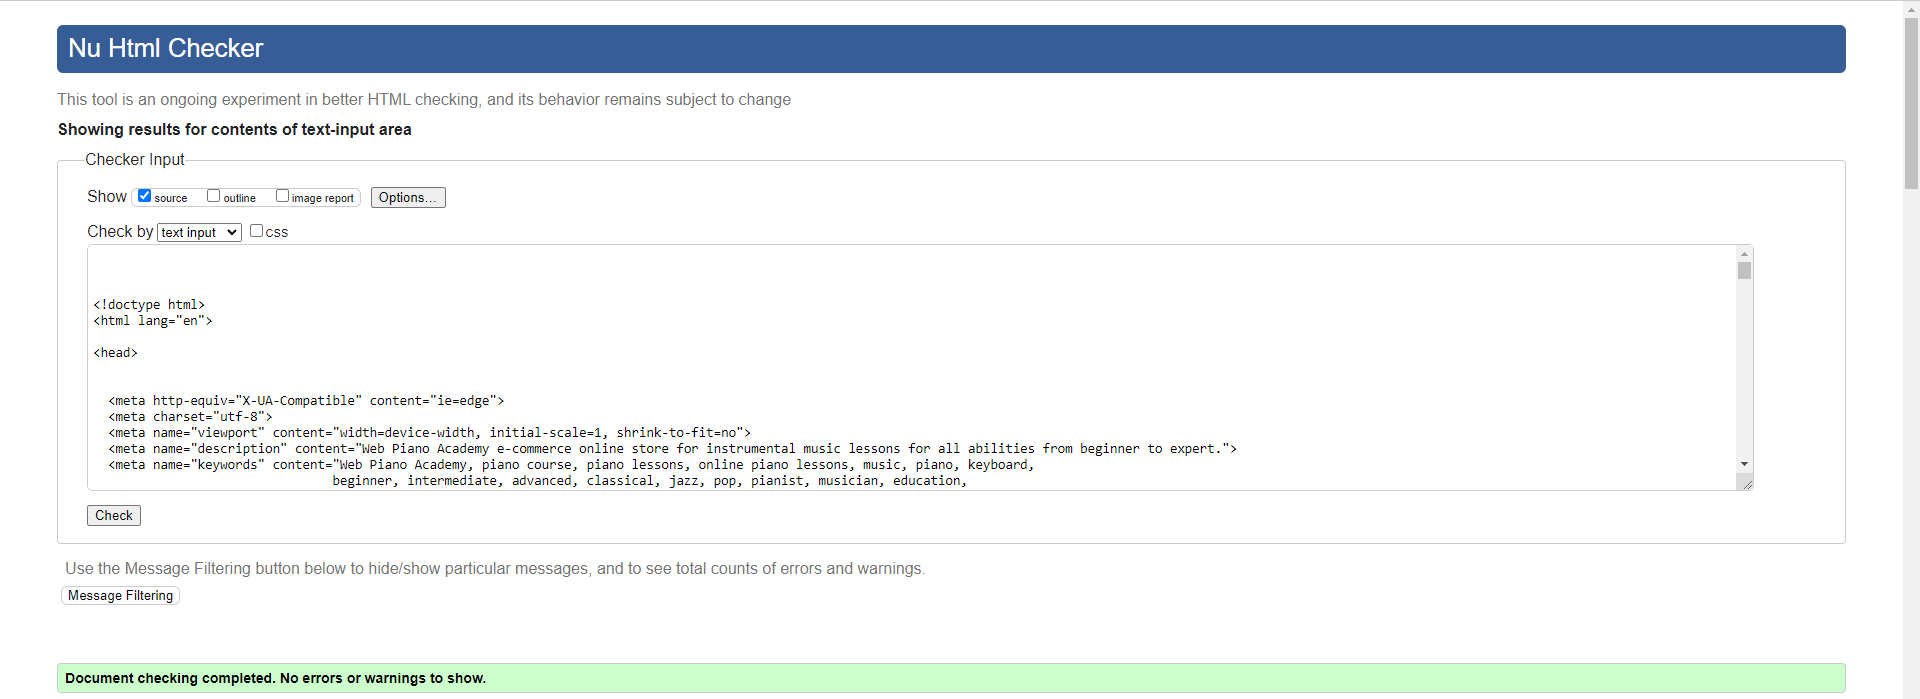 Nu Html Checker
This tool is an ongoing experiment in better HTML checking, and its behavior remains subject to change
Showing results for contents of text-input area
Checker Input
Show source outline image report Options...
Check by text input css
<!doctype html>
<html lang="en">
<head>
<meta http-equiv="X-UA-Compatible" content="ie=edge">
<meta charset="utf-8">
<meta name="viewport" content="width=device-width, initial-scale=1, shrink-to-fit=no">
<meta name="description" content="Web Piano Academy e-commerce online store for instrumental music lessons for all abilities from beginner to expert.">
<meta name="keywords" content="Web Piano Academy, piano course, piano lessons, online piano lessons, music, piano, keyboard,
beginner, intermediate, advanced, classical, jazz, pop, pianist, musician, education,
Check
Use the Message Filtering button below to hide/show particular messages, and to see total counts of errors and warnings.
Message Filtering
Document checking completed. No errors or warnings to show.